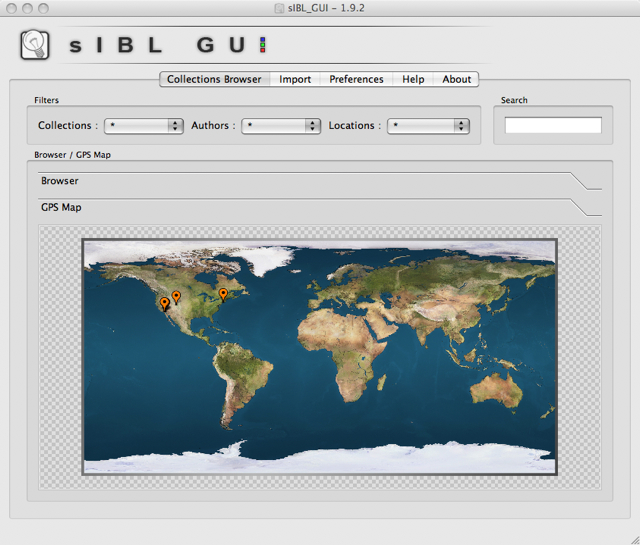 sIBL_GUI – 1.9.2
sIBL GUi
Collections Browser Import Preferences Help About
Filters Search
Collections : * Authors : * Locations : *
Browser / GPS Map
Browser
GPS Map